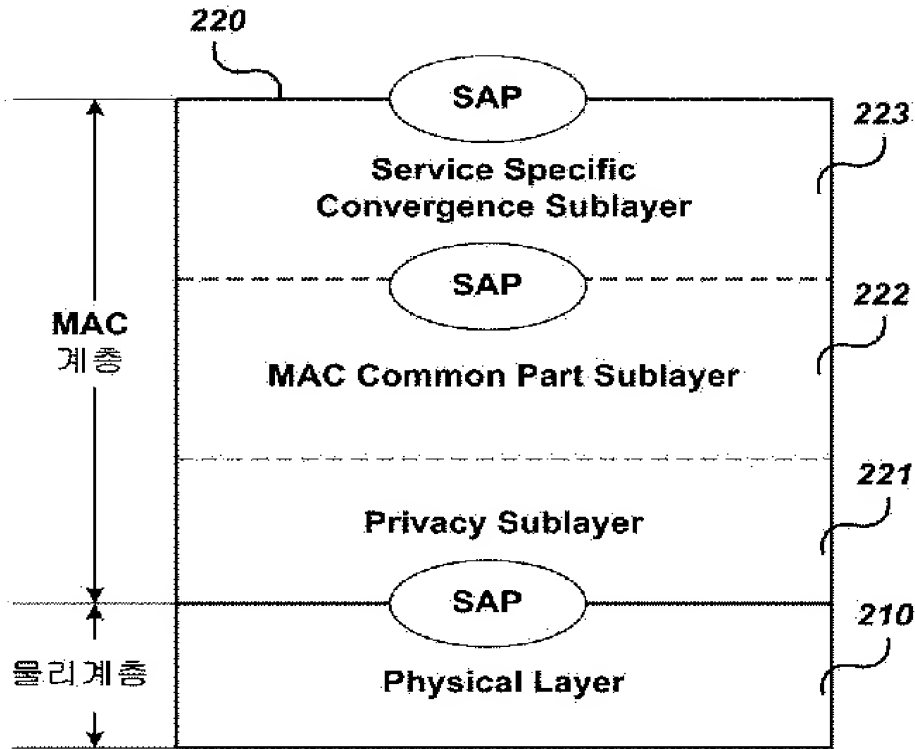 220
SAP
223
Service Specific
Convergence Sublayer
SAP
222
MAC
계층
MAC Common Part Sublayer
221
Privacy Sublayer
SAP
210
물리계층
Physical Layer